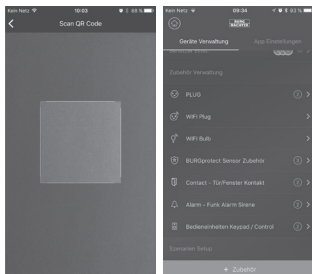 Kein Netz 10:03 88 %
Scan QR Code
Kein Netz 09:34 93 %
BURG
WÄCHTER
Geräte Verwaltung App Einstellungen
Zubehör Verwaltung
PLUG
WiFi Plug
WiFi Bulb
BURGprotect Sensor Zubehör
Contact - Tür/Fenster Kontakt
Alarm - Funk Alarm Sirene
Bedieneinheiten Keypad / Control
Szenarien Setup
+ Zubehör